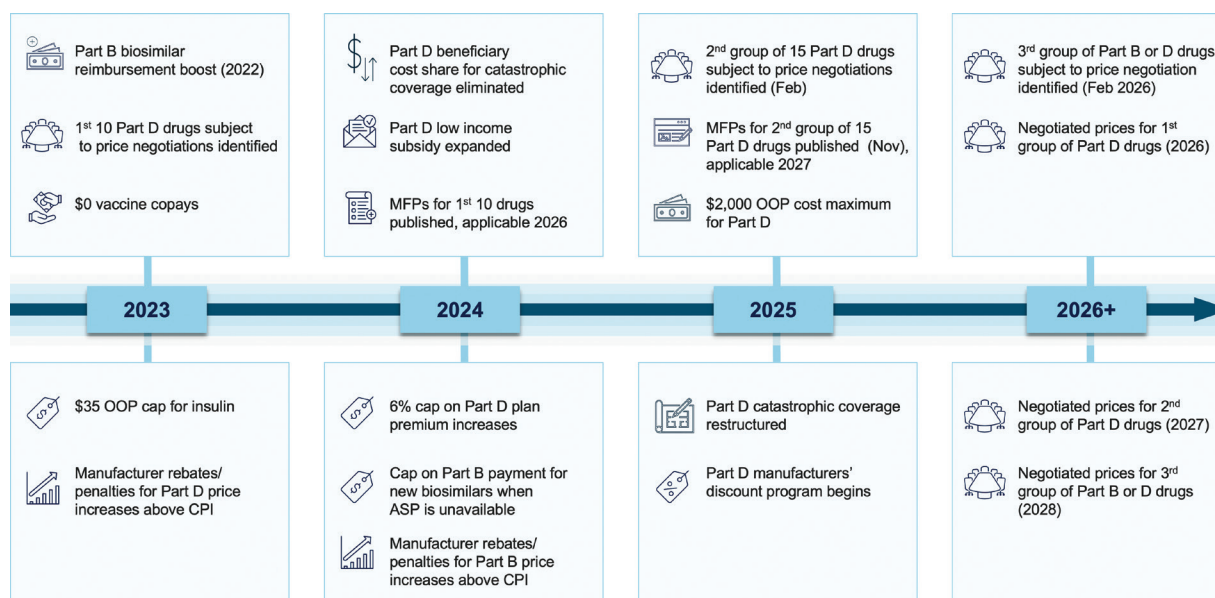 Part B biosimilar
reimbursement boost (2022)
1st 10 Part D drugs subject
to price negotiations identified
$0 vaccine copays
Part D beneficiary
cost share for catastrophic
coverage eliminated
Part D low income
subsidy expanded
MFPs for 1st 10 drugs
published, applicable 2026
2nd group of 15 Part D drugs
subject to price negotiations
identified (Feb)
MFPs for 2nd group of 15
Part D drugs published (Nov),
applicable 2027
$2,000 OOP cost maximum
for Part D
3rd group of Part B or D drugs
subject to price negotiation
identified (Feb 2026)
Negotiated prices for 1st
group of Part D drugs (2026)
2023
2024
2025
2026+
$35 OOP cap for insulin
Manufacturer rebates/
penalties for Part D price
increases above CPI
6% cap on Part D plan
premium increases
Cap on Part B payment for
new biosimilars when
ASP is unavailable
Manufacturer rebates/
penalties for Part B price
increases above CPI
Part D catastrophic coverage
restructured
Part D manufacturers'
discount program begins
Negotiated prices for 2nd
group of Part D drugs (2027)
Negotiated prices for 3rd
group of Part B or D drugs
(2028)